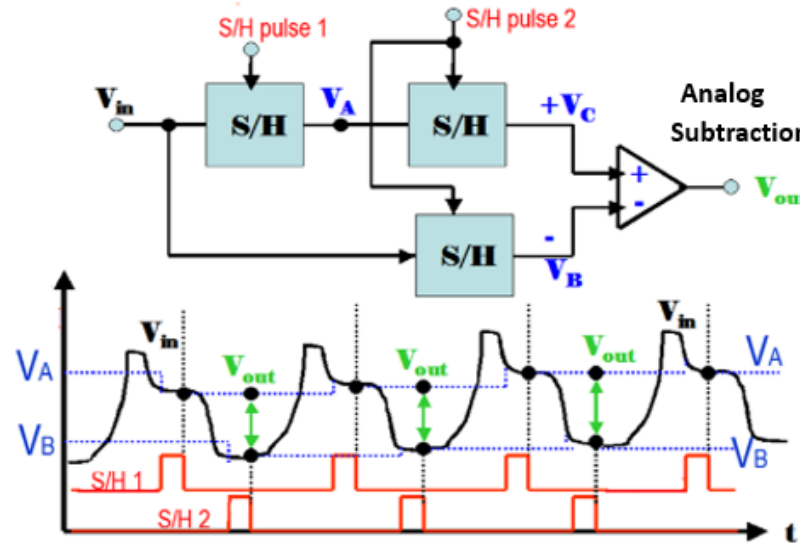 S/H pulse 1
S/H pulse 2
Vin
VA
+VC
Analog
Subtraction
S/H
S/H
+
-
Vout
S/H
-
VB
Vin
Vin
VA
Vout
Vout
Vout
VA
VB
VB
S/H 1
S/H 2
t